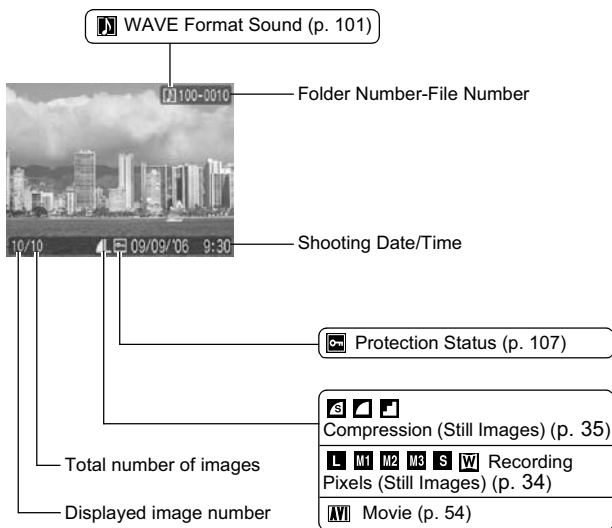 WAVE Format Sound (p. 101)
100-0010
Folder Number-File Number
10/10 L 09/09/'06 9:30
Shooting Date/Time
Protection Status (p. 107)
S
Compression (Still Images) (p. 35)
L M1 M2 M3 S W Recording
Pixels (Still Images) (p. 34)
AVI Movie (p. 54)
Total number of images
Displayed image number